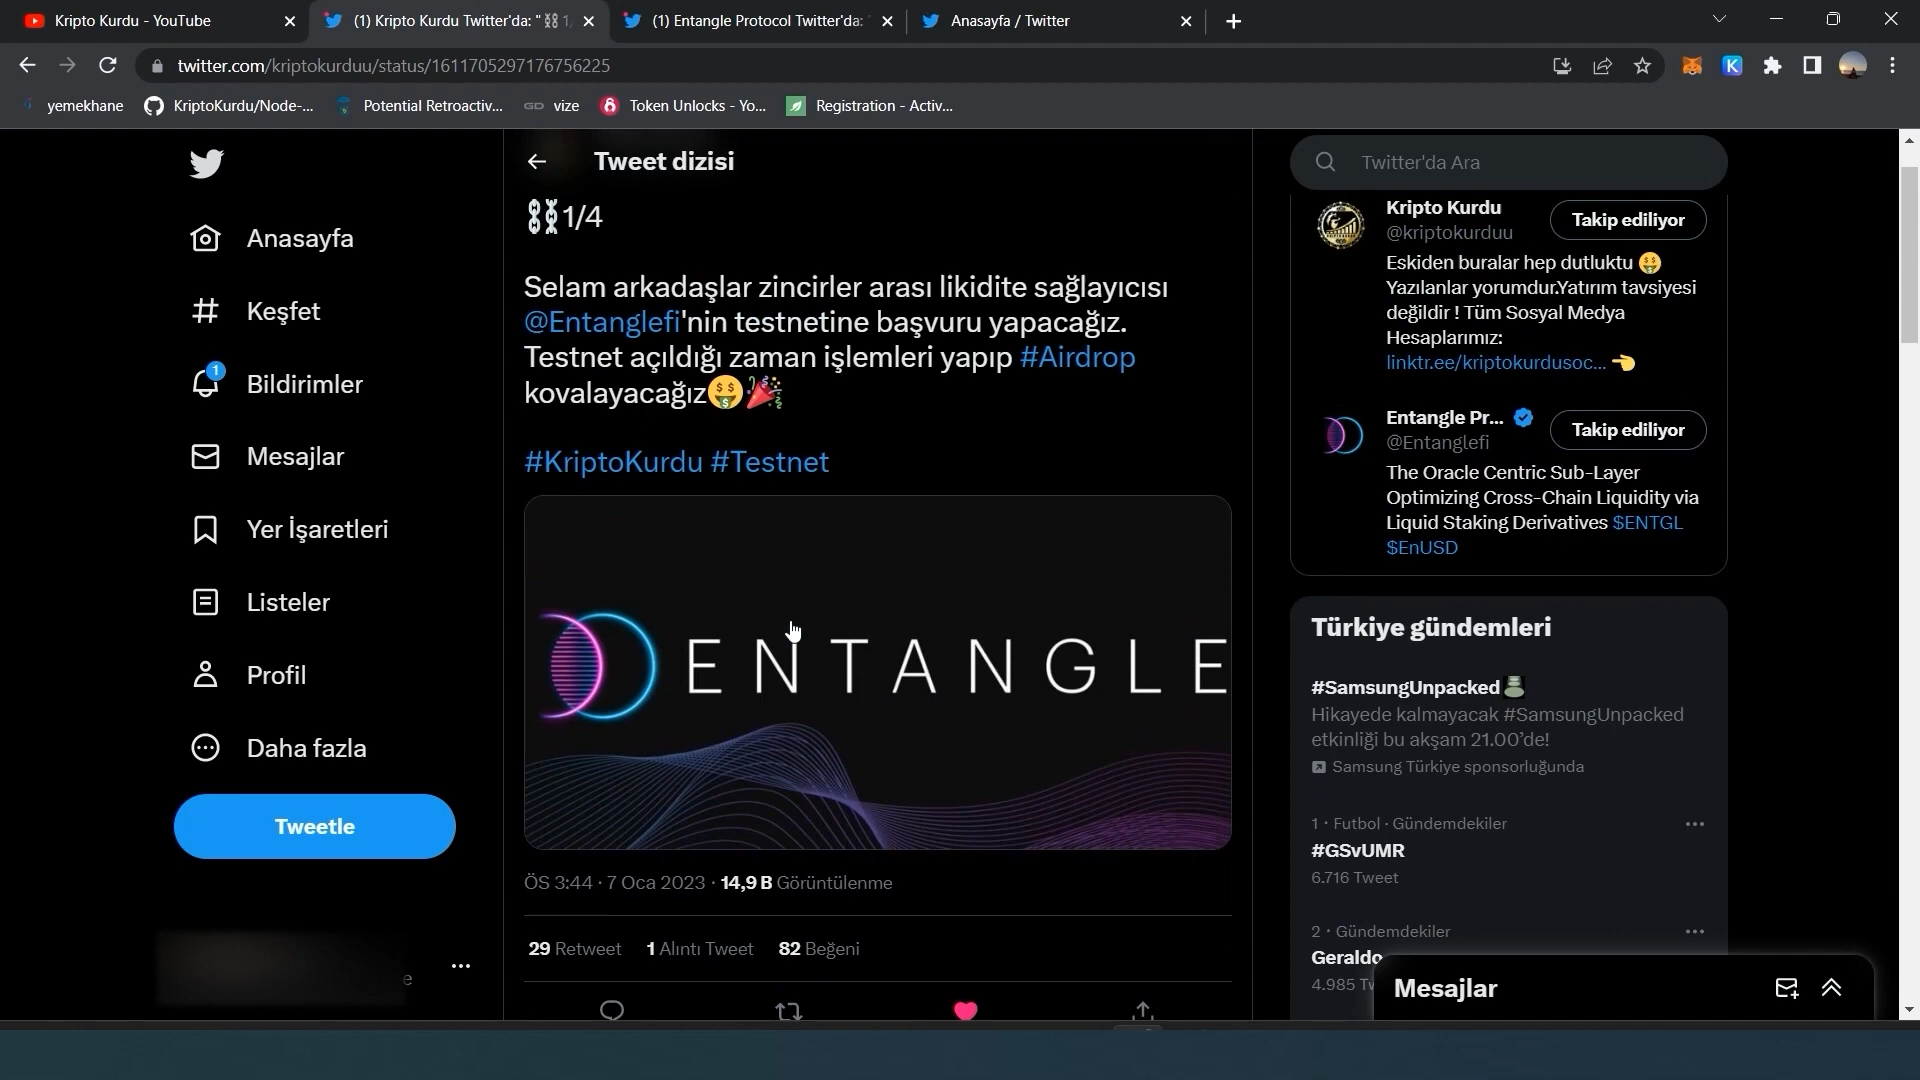 Kripto Kurdu - YouTube
(1) Kripto Kurdu Twitter'da: "⛓⛓ 1/
(1) Entangle Protocol Twitter'da: "
Anasayfa / Twitter
twitter.com/kriptokurduu/status/1611705297176756225
yemekhane
KriptoKurdu/Node-...
Potential Retroactiv...
GD vize
Token Unlocks - Yo...
Registration - Activ...
Anasayfa
Keşfet
1
Bildirimler
Mesajlar
Yer İşaretleri
Listeler
Profil
Daha fazla
Tweetle
e
Tweet dizisi
⛓⛓1/4
Selam arkadaşlar zincirler arası likidite sağlayıcısı
@Entanglefi'nin testnetine başvuru yapacağız.
Testnet açıldığı zaman işlemleri yapıp #Airdrop
kovalayacağız🤑🎉
#KriptoKurdu #Testnet
ENTANGLE
ÖS 3:44 · 7 Oca 2023 · 14,9 B Görüntülenme
29 Retweet 1 Alıntı Tweet 82 Beğeni
Twitter'da Ara
Kripto Kurdu
@kriptokurduu
Takip ediliyor
Eskiden buralar hep dutluktu 🤑
Yazılanlar yorumdur.Yatırım tavsiyesi
değildir ! Tüm Sosyal Medya
Hesaplarımız:
linktr.ee/kriptokurdusoc... 👈
Entangle Pr...
@Entanglefi
Takip ediliyor
The Oracle Centric Sub-Layer
Optimizing Cross-Chain Liquidity via
Liquid Staking Derivatives $ENTGL
$EnUSD
Türkiye gündemleri
#SamsungUnpacked
Hikayede kalmayacak #SamsungUnpacked
etkinliği bu akşam 21.00'de!
Samsung Türkiye sponsorluğunda
1 · Futbol · Gündemdekiler
#GSvUMR
6.716 Tweet
2 · Gündemdekiler
Geraldo
4.985 Tw
Mesajlar